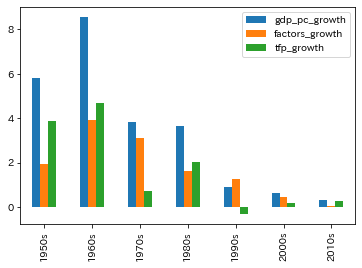 gdp_pc_growth
factors_growth
tfp_growth
8
6
4
2
0
1950s
1960s
1970s
1980s
1990s
2000s
2010s